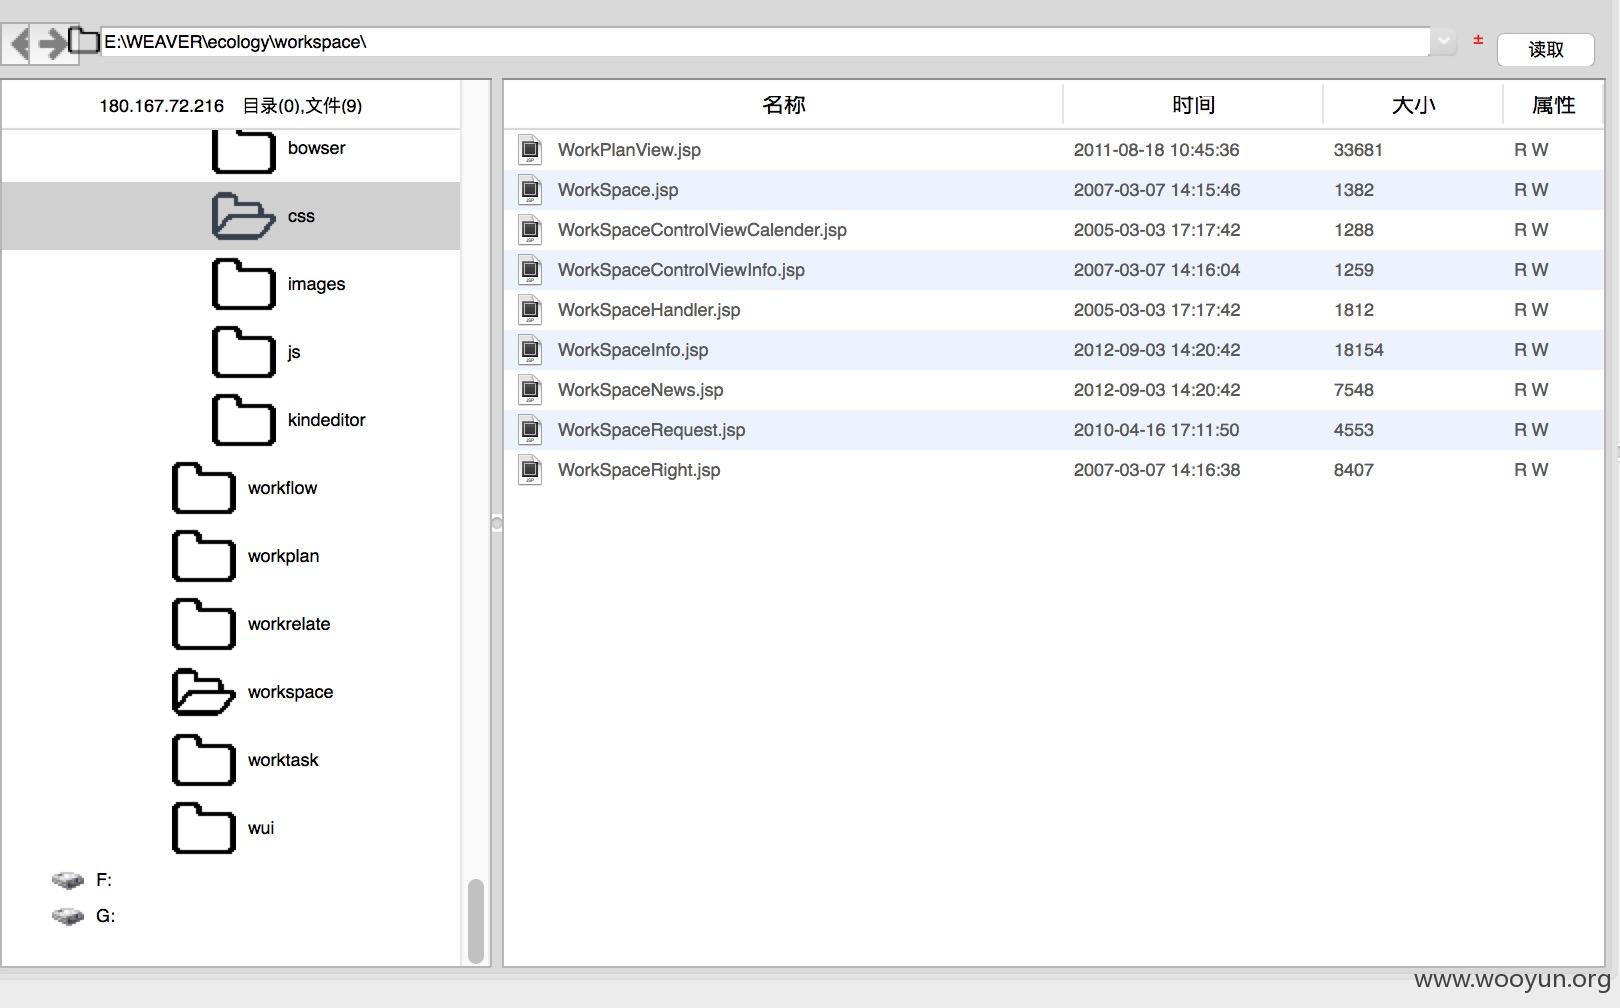 E:\WEAVER\ecology\workspace\
±
读取
180.167.72.216 目录(0),文件(9)
bowser
css
images
js
kindeditor
workflow
workplan
workrelate
workspace
worktask
wui
F:
G:
名称 时间 大小 属性
WorkPlanView.jsp 2011-08-18 10:45:36 33681 R W
WorkSpace.jsp 2007-03-07 14:15:46 1382 R W
WorkSpaceControlViewCalender.jsp 2005-03-03 17:17:42 1288 R W
WorkSpaceControlViewInfo.jsp 2007-03-07 14:16:04 1259 R W
WorkSpaceHandler.jsp 2005-03-03 17:17:42 1812 R W
WorkSpaceInfo.jsp 2012-09-03 14:20:42 18154 R W
WorkSpaceNews.jsp 2012-09-03 14:20:42 7548 R W
WorkSpaceRequest.jsp 2010-04-16 17:11:50 4553 R W
WorkSpaceRight.jsp 2007-03-07 14:16:38 8407 R W
www.wooyun.org